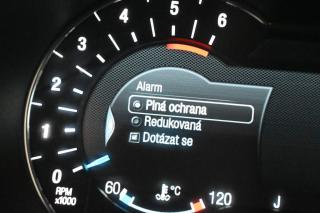 5
6
4
3
2
1
0
RPM
x1000
Alarm
Plná ochrana
Redukovaná
Dotázat se
60
°C
120
J